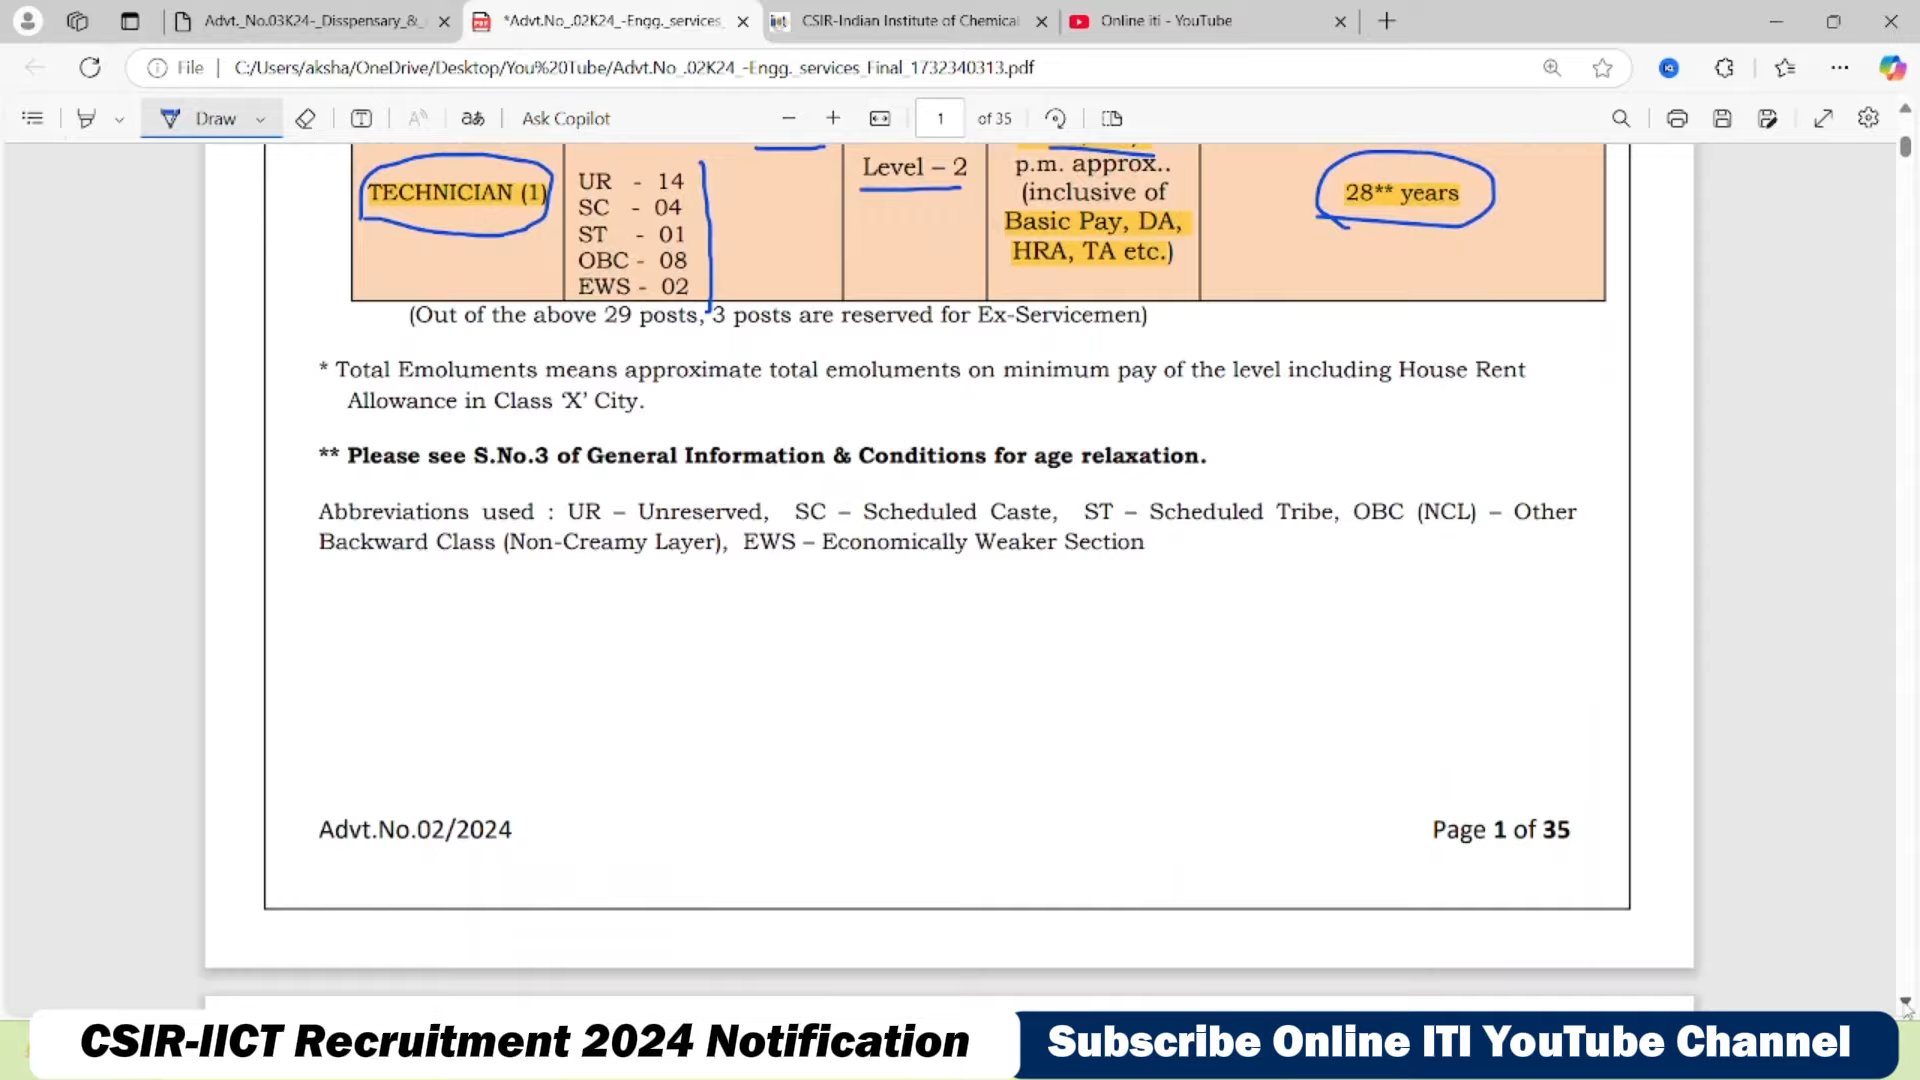 Advt._No.03K24-_Disspensary_&_
*Advt.No_.02K24_-Engg._services_
CSIR-Indian Institute of Chemical
Online iti - YouTube
File
C:/Users/aksha/OneDrive/Desktop/You%20Tube/Advt.No_.02K24_-Engg._services_Final_1732340313.pdf
Draw
Ask Copilot
1
of 35
TECHNICIAN (1)
UR - 14
SC - 04
ST - 01
OBC - 08
EWS - 02
Level – 2
p.m. approx..
(inclusive of
Basic Pay, DA,
HRA, TA etc.)
28** years
(Out of the above 29 posts, 3 posts are reserved for Ex-Servicemen)
* Total Emoluments means approximate total emoluments on minimum pay of the level including House Rent
Allowance in Class ‘X’ City.
** Please see S.No.3 of General Information & Conditions for age relaxation.
Abbreviations used : UR – Unreserved, SC – Scheduled Caste, ST – Scheduled Tribe, OBC (NCL) – Other
Backward Class (Non-Creamy Layer), EWS – Economically Weaker Section
Advt.No.02/2024
Page 1 of 35
CSIR-IICT Recruitment 2024 Notification
Subscribe Online ITI YouTube Channel